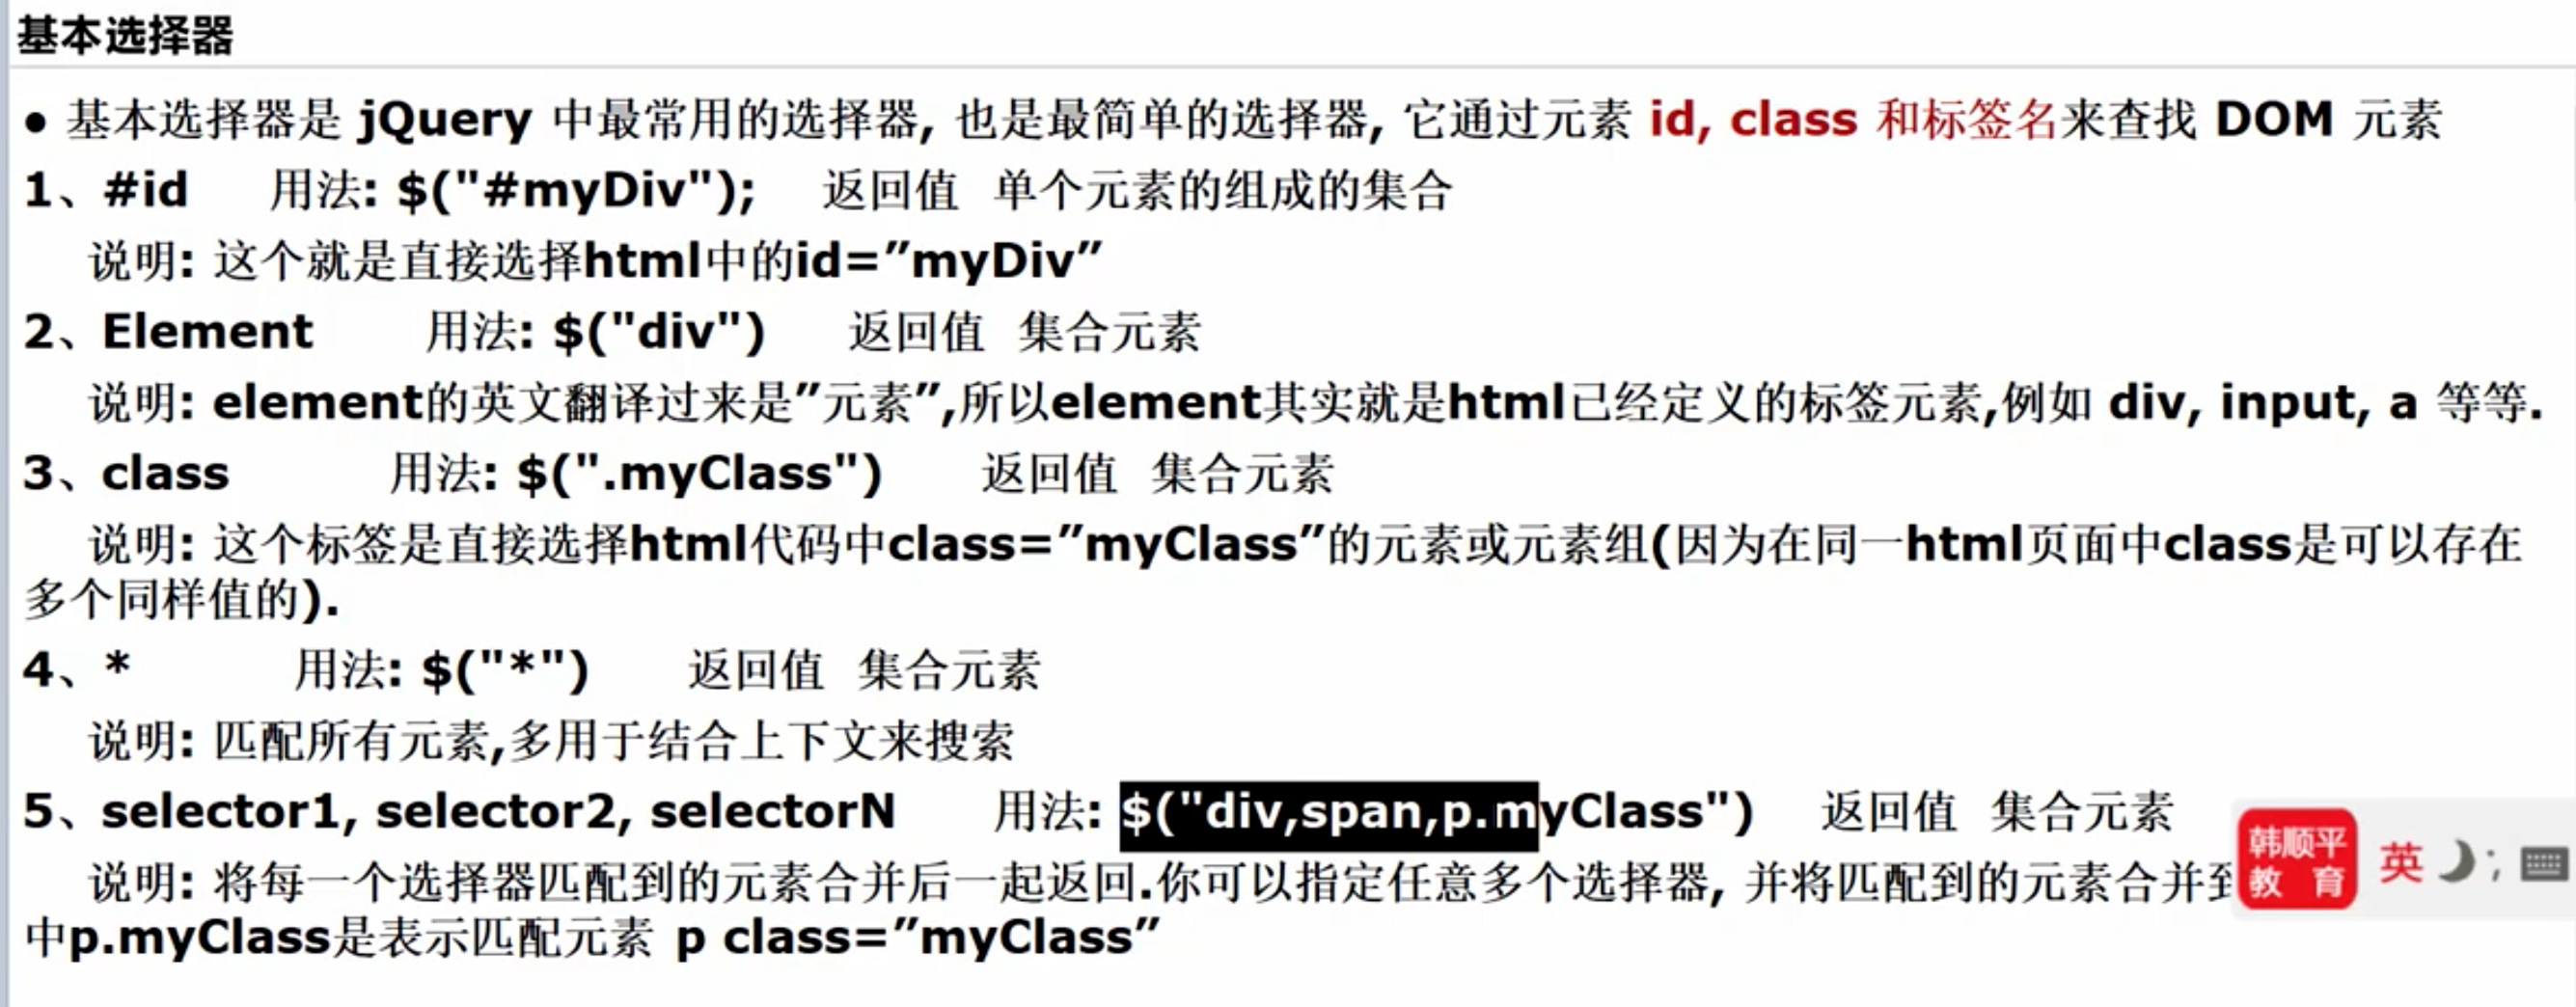 基本选择器
● 基本选择器是 jQuery 中最常用的选择器, 也是最简单的选择器, 它通过元素 id, class 和标签名来查找 DOM 元素
1、#id 用法: $("#myDiv"); 返回值 单个元素的组成的集合
说明: 这个就是直接选择html中的id=”myDiv”
2、Element 用法: $("div") 返回值 集合元素
说明: element的英文翻译过来是”元素”,所以element其实就是html已经定义的标签元素,例如 div, input, a 等等.
3、class 用法: $(".myClass") 返回值 集合元素
说明: 这个标签是直接选择html代码中class=”myClass”的元素或元素组(因为在同一html页面中class是可以存在
多个同样值的).
4、* 用法: $("*") 返回值 集合元素
说明: 匹配所有元素,多用于结合上下文来搜索
5、selector1, selector2, selectorN 用法: $("div,span,p.myClass") 返回值 集合元素
说明: 将每一个选择器匹配到的元素合并后一起返回.你可以指定任意多个选择器, 并将匹配到的元素合并到
中p.myClass是表示匹配元素 p class=”myClass”
韩顺平
教 育
英